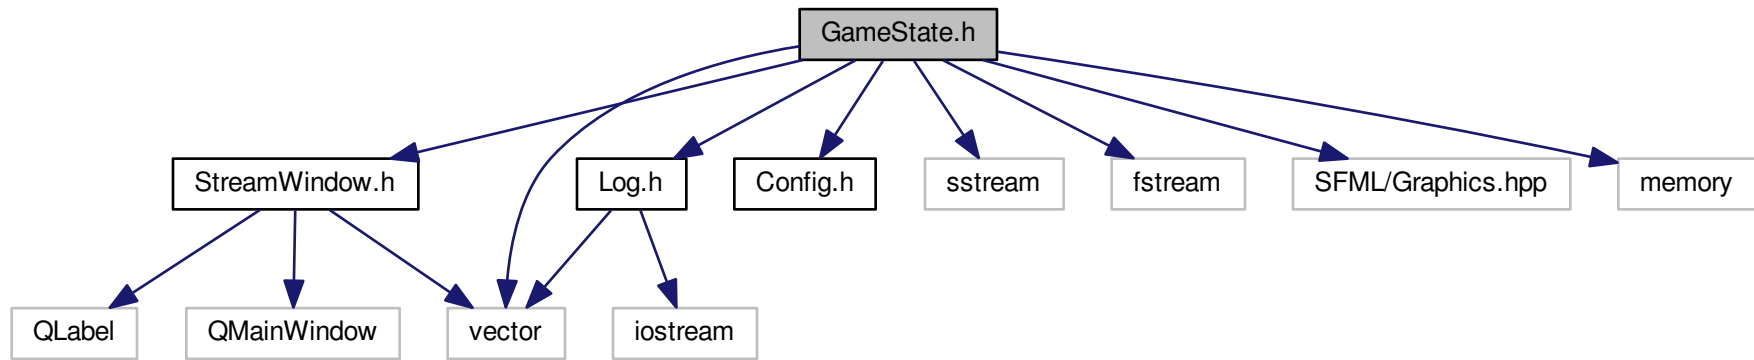 GameState.h
StreamWindow.h
Log.h
Config.h
sstream
fstream
SFML/Graphics.hpp
memory
QLabel
QMainWindow
vector
iostream